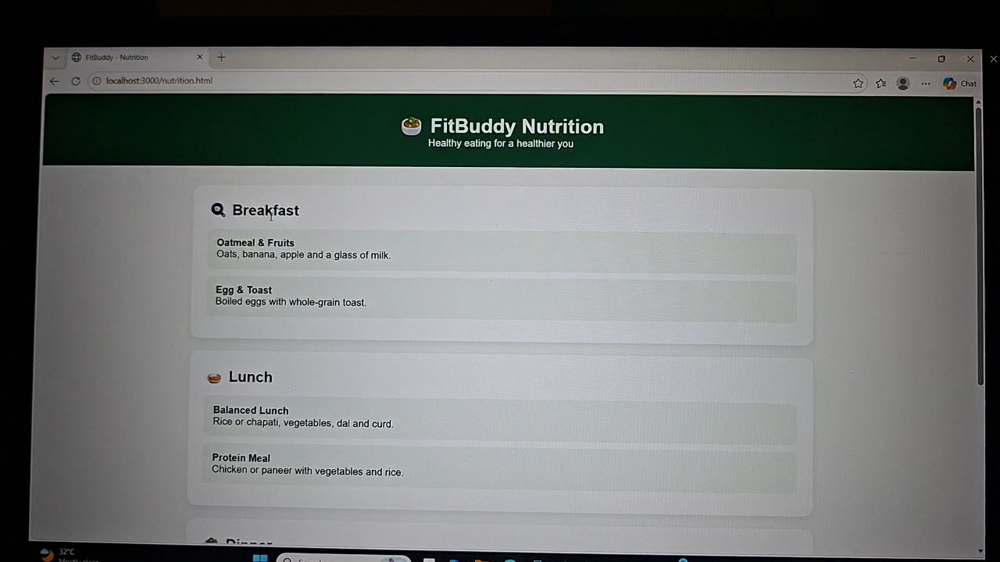 FitBuddy - Nutrition
localhost:3000/nutrition.html
Chat
FitBuddy Nutrition
Healthy eating for a healthier you
Breakfast
Oatmeal & Fruits
Oats, banana, apple and a glass of milk.
Egg & Toast
Boiled eggs with whole-grain toast.
Lunch
Balanced Lunch
Rice or chapati, vegetables, dal and curd.
Protein Meal
Chicken or paneer with vegetables and rice.
Dinner
32°C